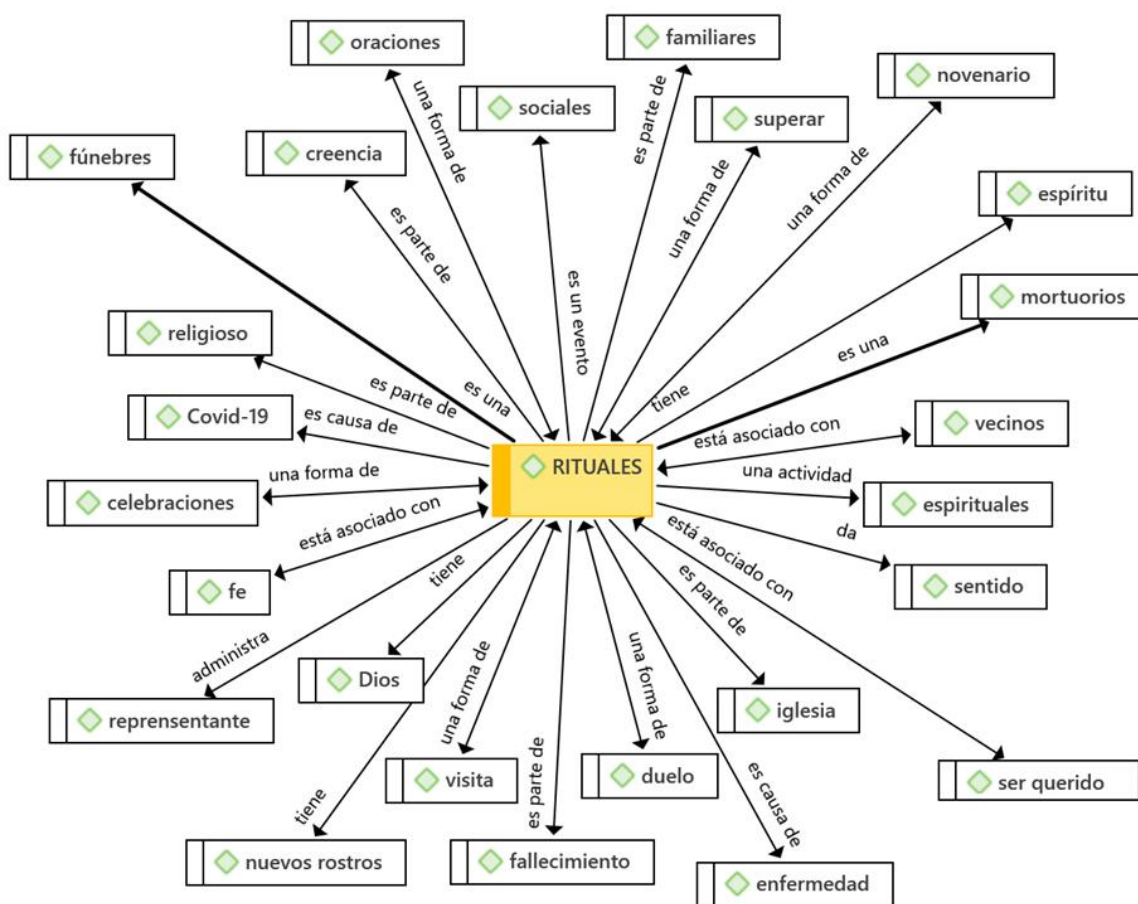 oraciones
familiares
novenario
sociales
superar
fúnebres
creencia
espíritu
mortuorios
religioso
Covid-19
vecinos
celebraciones
RITUALES
espirituales
fe
sentido
Dios
reprensentante
iglesia
visita
duelo
ser querido
nuevos rostros
fallecimiento
enfermedad
una forma de
es parte de
una forma de
una forma de
es parte de
es un evento
es una
tiene
es una
es parte de
es causa de
está asociado con
una forma de
una actividad
está asociado con
da
está asociado con
tiene
es parte de
administra
una forma de
una forma de
tiene
es parte de
es causa de